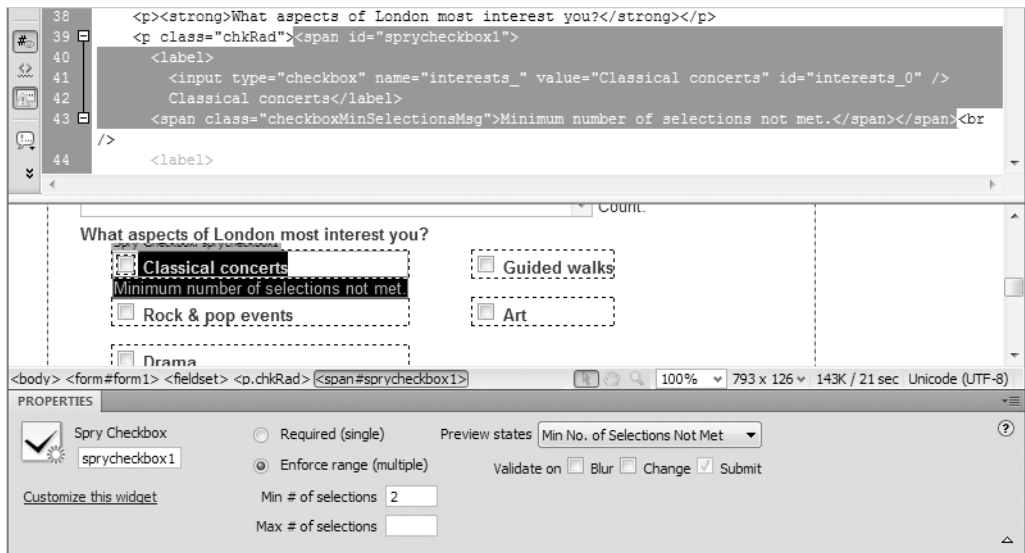 38 <p><strong>What aspects of London most interest you?</strong></p>
39 <p class="chkRad"><span id="sprycheckbox1">
40 <label>
41 <input type="checkbox" name="interests_" value="Classical concerts" id="interests_0" />
42 Classical concerts</label>
43 <span class="checkboxMinSelectionsMsg">Minimum number of selections not met.</span></span><br
/>
44 <label>
Count:
What aspects of London most interest you?
Spry Checkbox: sprycheckbox1
Classical concerts
Guided walks
Minimum number of selections not met.
Rock & pop events
Art
Drama
<body> <form#form1> <fieldset> <p.chkRad> <span#sprycheckbox1> 100% 793 x 126 143K / 21 sec Unicode (UTF-8)
PROPERTIES
Spry Checkbox
Required (single)
Preview states Min No. of Selections Not Met
sprycheckbox1
Enforce range (multiple)
Validate on Blur Change Submit
Customize this widget
Min # of selections 2
Max # of selections